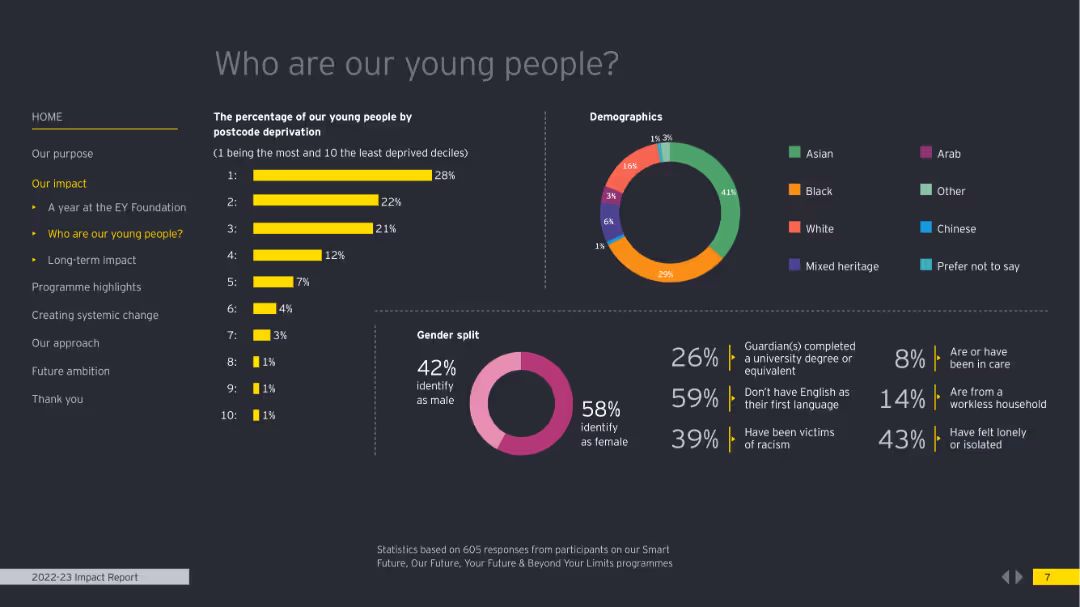 Who are our young people?
HOME
Our purpose
Our impact
A year at the EY Foundation
Who are our young people?
Long-term impact
Programme highlights
Creating systemic change
Our approach
Future ambition
Thank you
The percentage of our young people by
postcode deprivation
(1 being the most and 10 the least deprived deciles)
1: 28%
2: 22%
3: 21%
4: 12%
5: 7%
6: 4%
7: 3%
8: 1%
9: 1%
10: 1%
Demographics
1% 3%
16%
41%
3%
6%
1%
29%
Asian
Arab
Black
Other
White
Chinese
Mixed heritage
Prefer not to say
Gender split
42%
identify
as male
58%
identify
as female
26%
Guardian(s) completed
a university degree or
equivalent
8%
Are or have
been in care
59%
Don't have English as
their first language
14%
Are from a
workless household
39%
Have been victims
of racism
43%
Have felt lonely
or isolated
Statistics based on 605 responses from participants on our Smart
Future, Our Future, Your Future & Beyond Your Limits programmes
2022-23 Impact Report
7